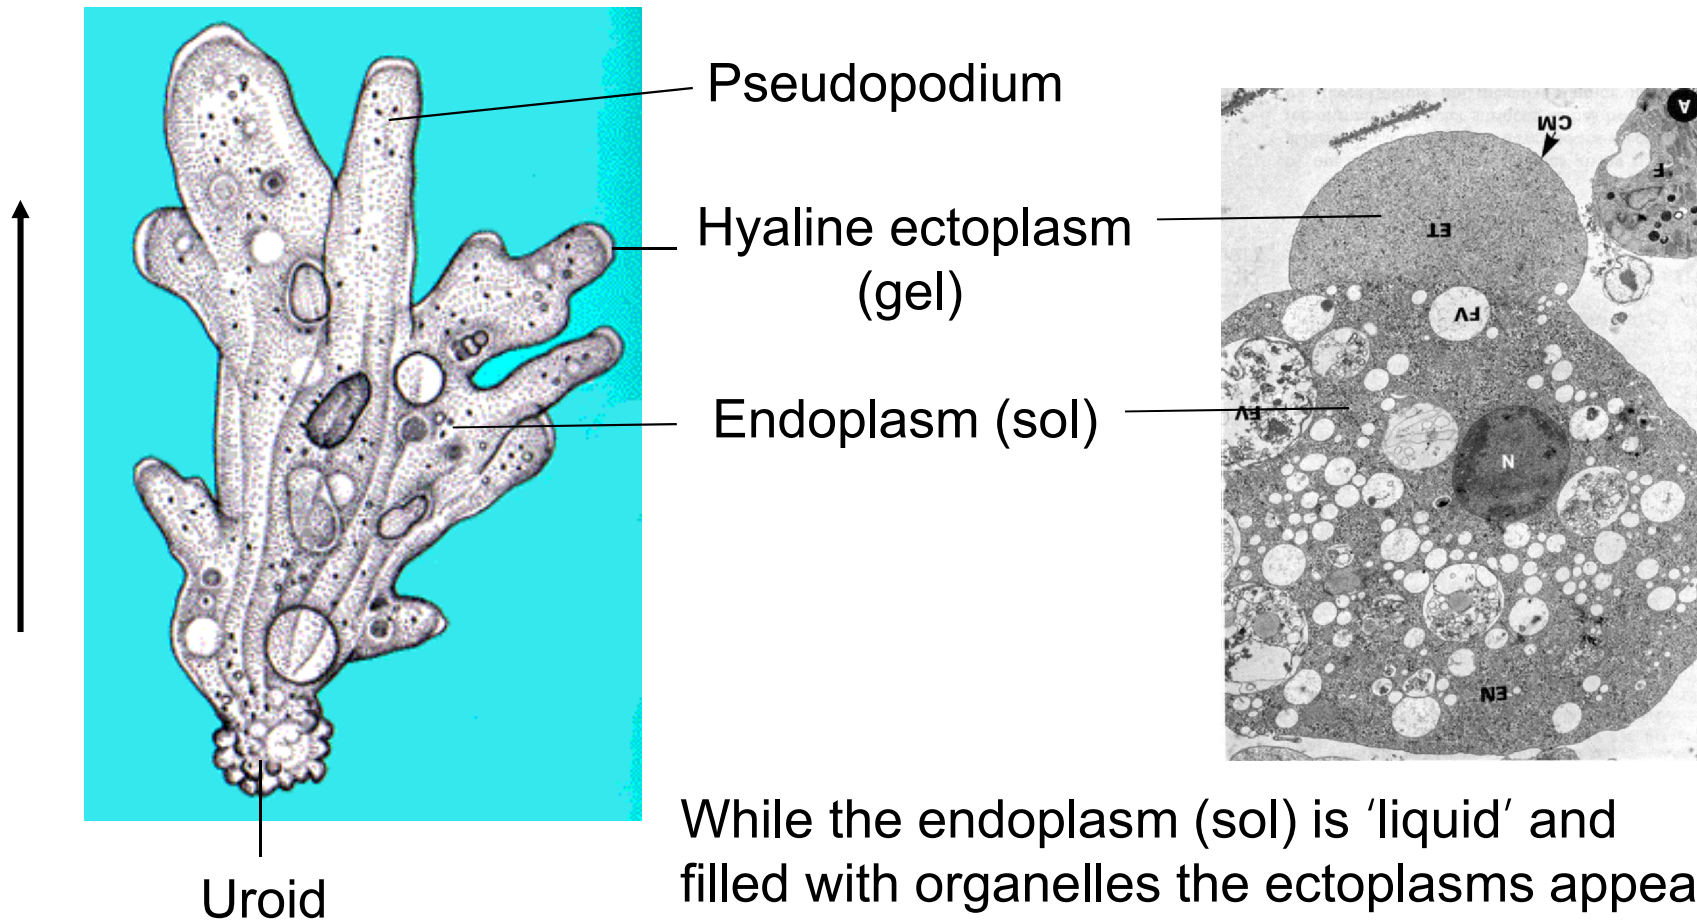 Pseudopodium
Hyaline ectoplasm
(gel)
Endoplasm (sol)
Uroid
A
CM
F
ET
FV
FV
N
EN
While the endoplasm (sol) is ‘liquid’ and
filled with organelles the ectoplasms appea